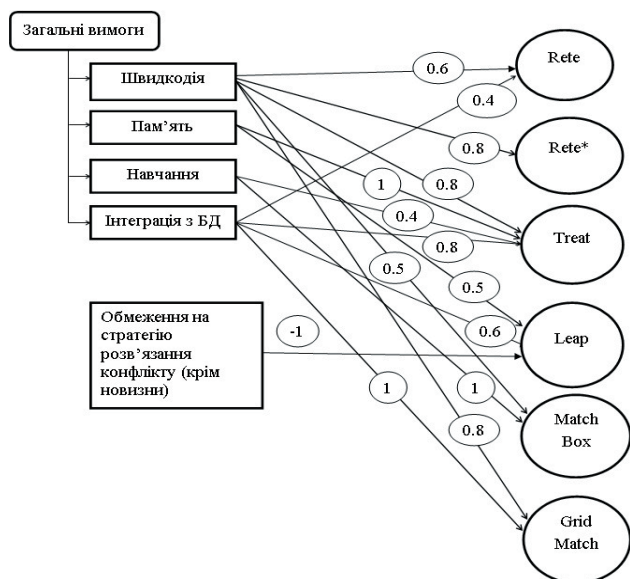 Загальні вимоги
Швидкодія
Пам’ять
Навчання
Інтеграція з БД
Обмеження на
стратегію
розв’язання
конфлікту (крім
новизни)
0.6
0.4
0.8
0.8
1
0.4
0.8
0.5
0.5
0.6
-1
1
1
0.8
Rete
Rete*
Treat
Leap
Match
Box
Grid
Match